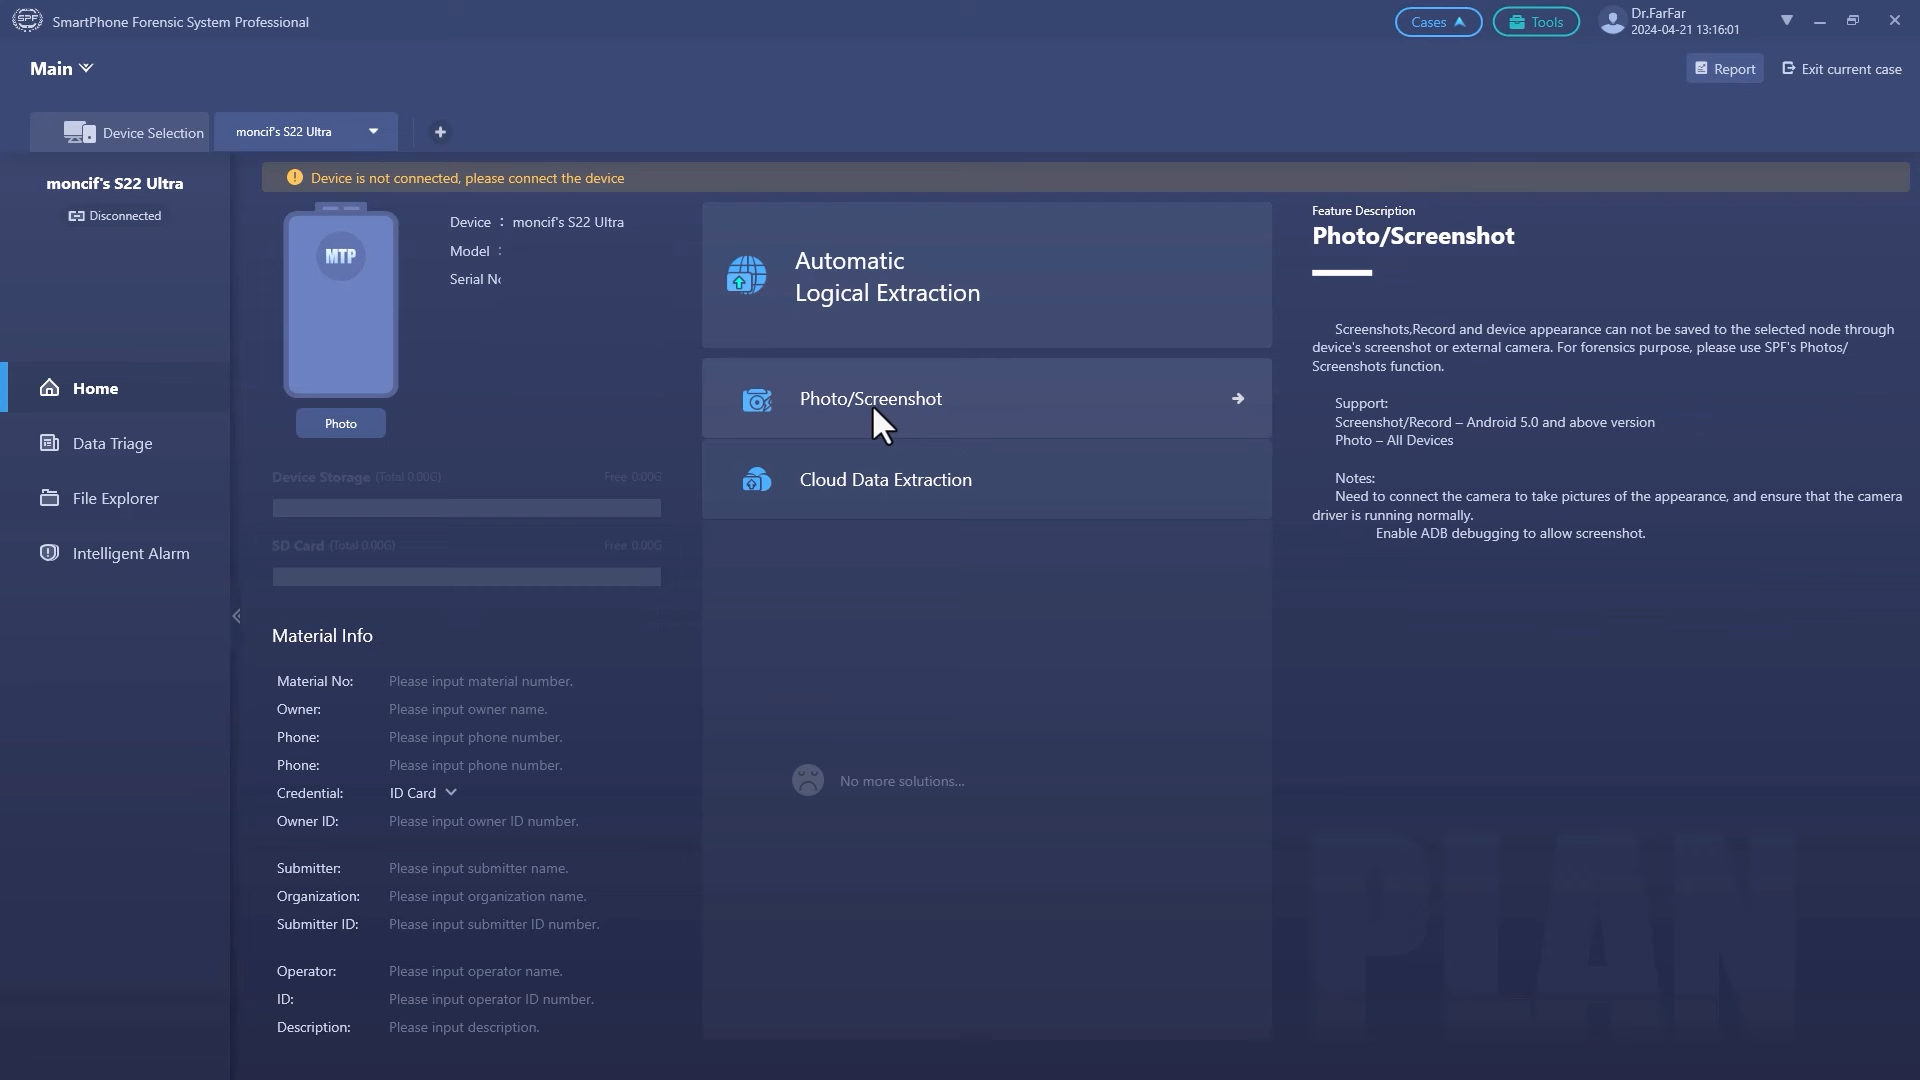 SPF
SmartPhone Forensic System Professional
Cases
Tools
Dr.FarFar
2024-04-21 13:16:01
Main
Report
Exit current case
Device Selection
moncif's S22 Ultra
moncif's S22 Ultra
Disconnected
Home
Data Triage
File Explorer
Intelligent Alarm
Device is not connected, please connect the device
MTP
Photo
Device : moncif's S22 Ultra
Model :
Serial No
Device Storage (Total 0.00G) Free 0.00G
SD Card (Total 0.00G) Free 0.00G
Material Info
Material No: Please input material number.
Owner: Please input owner name.
Phone: Please input phone number.
Phone: Please input phone number.
Credential: ID Card
Owner ID: Please input owner ID number.
Submitter: Please input submitter name.
Organization: Please input organization name.
Submitter ID: Please input submitter ID number.
Operator: Please input operator name.
ID: Please input operator ID number.
Description: Please input description.
Automatic
Logical Extraction
Photo/Screenshot
Cloud Data Extraction
No more solutions...
Feature Description
Photo/Screenshot
Screenshots,Record and device appearance can not be saved to the selected node through
device's screenshot or external camera. For forensics purpose, please use SPF's Photos/
Screenshots function.
Support:
Screenshot/Record – Android 5.0 and above version
Photo – All Devices
Notes:
Need to connect the camera to take pictures of the appearance, and ensure that the camera
driver is running normally.
Enable ADB debugging to allow screenshot.
PLAN